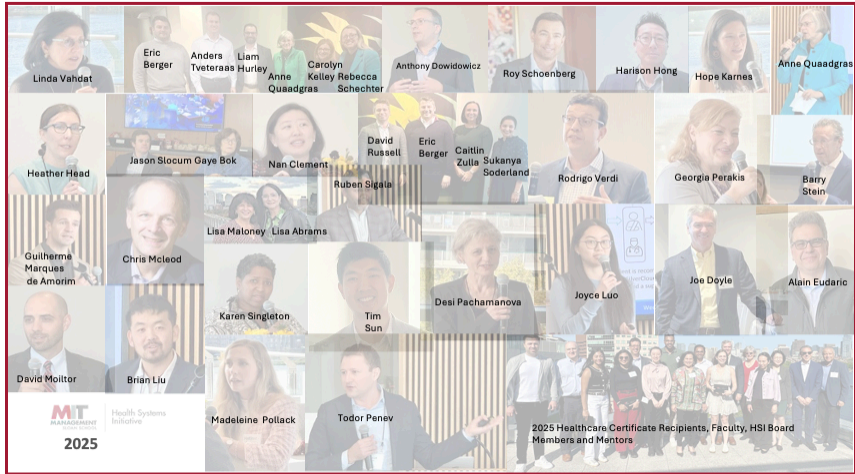 Linda Vahdat
Eric
Berger
Anders
Tveteraas
Liam
Hurley
Anne
Quaadgras
Carolyn
Kelley
Rebecca
Schechter
Anthony Dowidowicz
Roy Schoenberg
Harison Hong
Hope Karnes
Anne Quaadgras
Heather Head
Jason Slocum Gaye Bok
Nan Clement
David
Russell
Eric
Berger
Caitlin
Zulla
Sukanya
Soderland
Rodrigo Verdi
Georgia Perakis
Barry
Stein
Guilherme
Marques
de Amorim
Chris Mcleod
Lisa Maloney Lisa Abrams
Ruben Sigala
Karen Singleton
Tim
Sun
Desi Pachamanova
Joyce Luo
Joe Doyle
Alain Eudaric
David Moiltor
Brian Liu
Madeleine Pollack
Todor Penev
2025 Healthcare Certificate Recipients, Faculty, HSI Board
Members and Mentors
MIT
MANAGEMENT
Health Systems
Initiative
2025